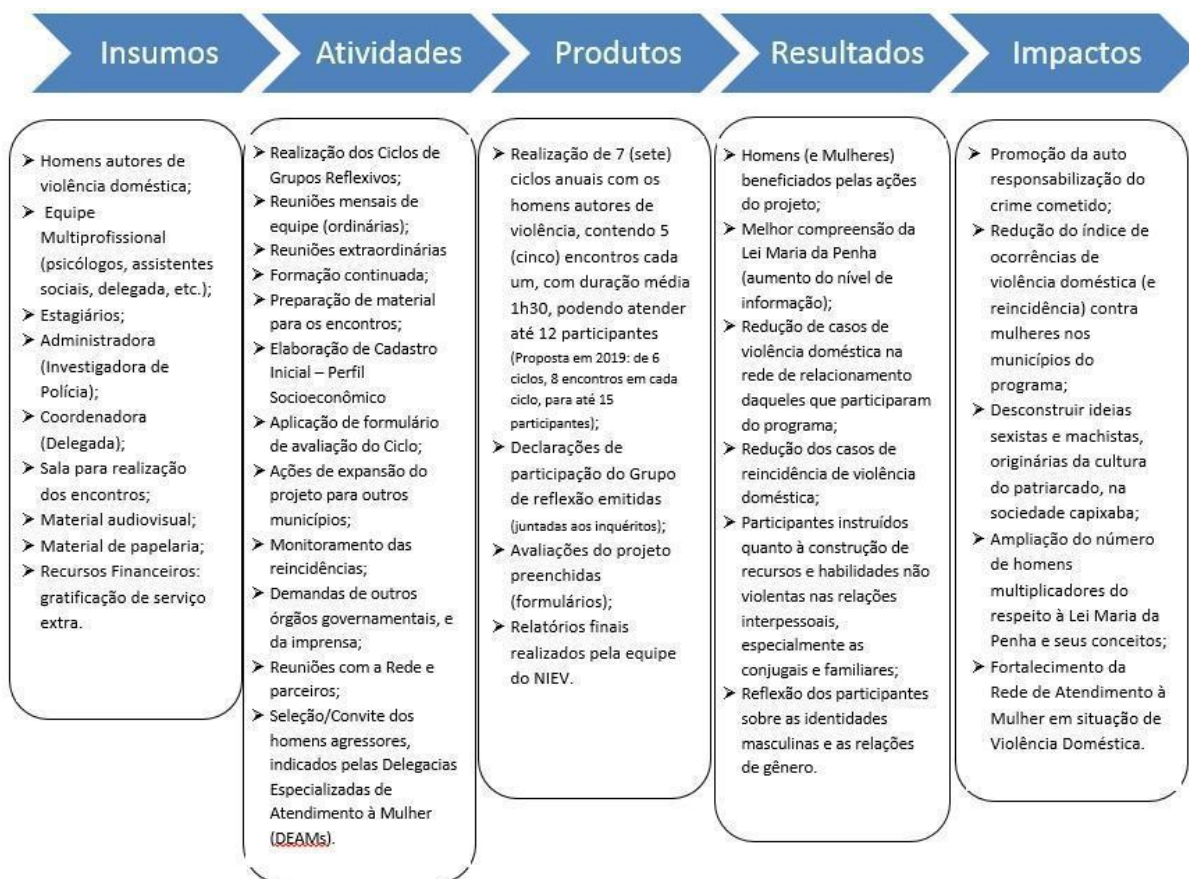 Insumos
Atividades
Produtos
Resultados
Impactos
➢ Homens autores de
violência doméstica;
➢ Equipe
Multiprofissional
(psicólogos, assistentes
sociais, delegada, etc.);
➢ Estagiários;
➢ Administradora
(Investigadora de
Polícia);
➢ Coordenadora
(Delegada);
➢ Sala para realização
dos encontros;
➢ Material audiovisual;
➢ Material de papelaria;
➢ Recursos Financeiros:
gratificação de serviço
extra.
➢ Realização dos Ciclos de
Grupos Reflexivos;
➢ Reuniões mensais de
equipe (ordinárias);
➢ Reuniões extraordinárias
➢ Formação continuada;
➢ Preparação de material
para os encontros;
➢ Elaboração de Cadastro
Inicial – Perfil
Socioeconômico
➢ Aplicação de formulário
de avaliação do Ciclo;
➢ Ações de expansão do
projeto para outros
municípios;
➢ Monitoramento das
reincidências;
➢ Demandas de outros
órgãos governamentais, e
da imprensa;
➢ Reuniões com a Rede e
parceiros;
➢ Seleção/Convite dos
homens agressores,
indicados pelas Delegacias
Especializadas de
Atendimento à Mulher
(DEAMs).
➢ Realização de 7 (sete)
ciclos anuais com os
homens autores de
violência, contendo 5
(cinco) encontros cada
um, com duração média
1h30, podendo atender
até 12 participantes
(Proposta em 2019: de 6
ciclos, 8 encontros em cada
ciclo, para até 15
participantes);
➢ Declarações de
participação do Grupo
de reflexão emitidas
(juntadas aos inquéritos);
➢ Avaliações do projeto
preenchidas
(formulários);
➢ Relatórios finais
realizados pela equipe
do NIEV.
➢ Homens (e Mulheres)
beneficiados pelas ações
do projeto;
➢ Melhor compreensão da
Lei Maria da Penha
(aumento do nível de
informação);
➢ Redução de casos de
violência doméstica na
rede de relacionamento
daqueles que participaram
do programa;
➢ Redução dos casos de
reincidência de violência
doméstica;
➢ Participantes instruídos
quanto à construção de
recursos e habilidades não
violentas nas relações
interpessoais,
especialmente as
conjugais e familiares;
➢ Reflexão dos participantes
sobre as identidades
masculinas e as relações
de gênero.
➢ Promoção da auto
responsabilização do
crime cometido;
➢ Redução do índice de
ocorrências de
violência doméstica (e
reincidência) contra
mulheres nos
municípios do
programa;
➢ Desconstruir ideias
sexistas e machistas,
originárias da cultura
do patriarcado, na
sociedade capixaba;
➢ Ampliação do número
de homens
multiplicadores do
respeito à Lei Maria da
Penha e seus conceitos;
➢ Fortalecimento da
Rede de Atendimento à
Mulher em situação de
Violência Doméstica.